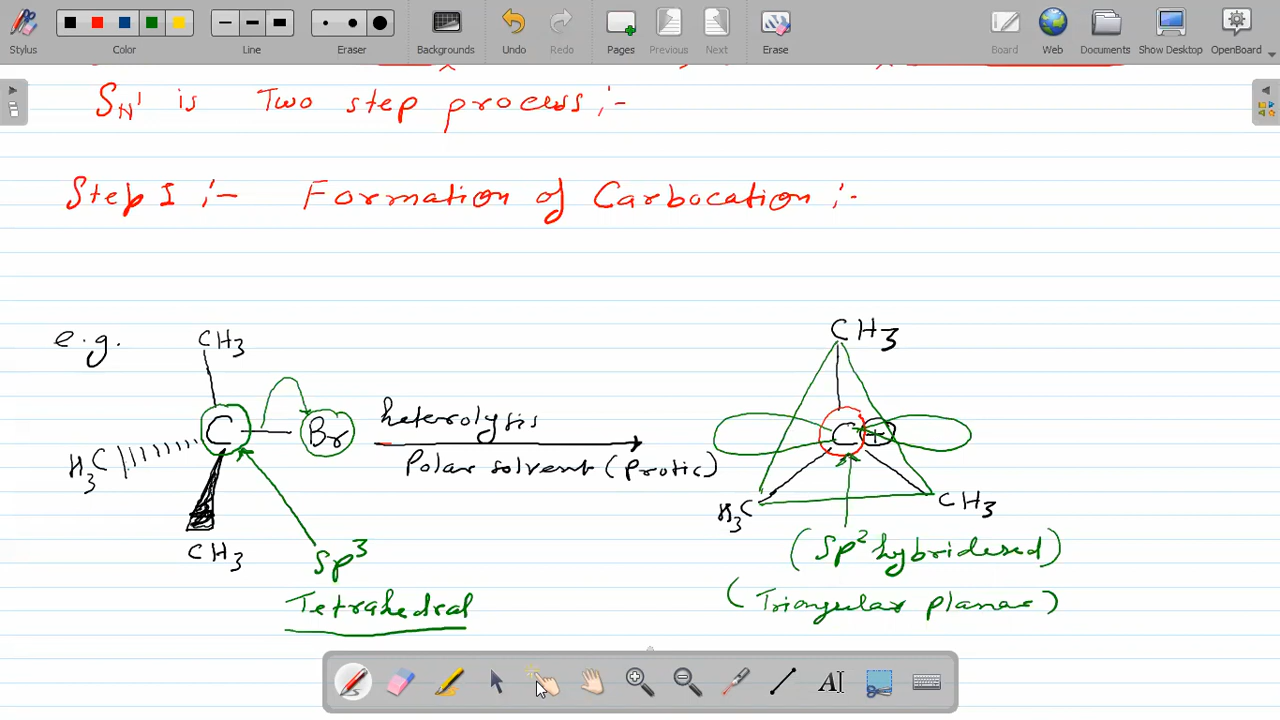 Stylus Color Line Eraser Backgrounds Undo Redo Pages Previous Next Erase Board Web Documents Show Desktop OpenBoard
SN1 is Two step process :-
Step I :- Formation of Carbocation :-
e.g.
CH3
C
Br
H3C
CH3
heterolysis
Polar solvent (Protic)
CH3
C +
H3C
CH3
Sp3
Tetrahedral
(Sp2 hybridesed)
(Triangular planar)
AI